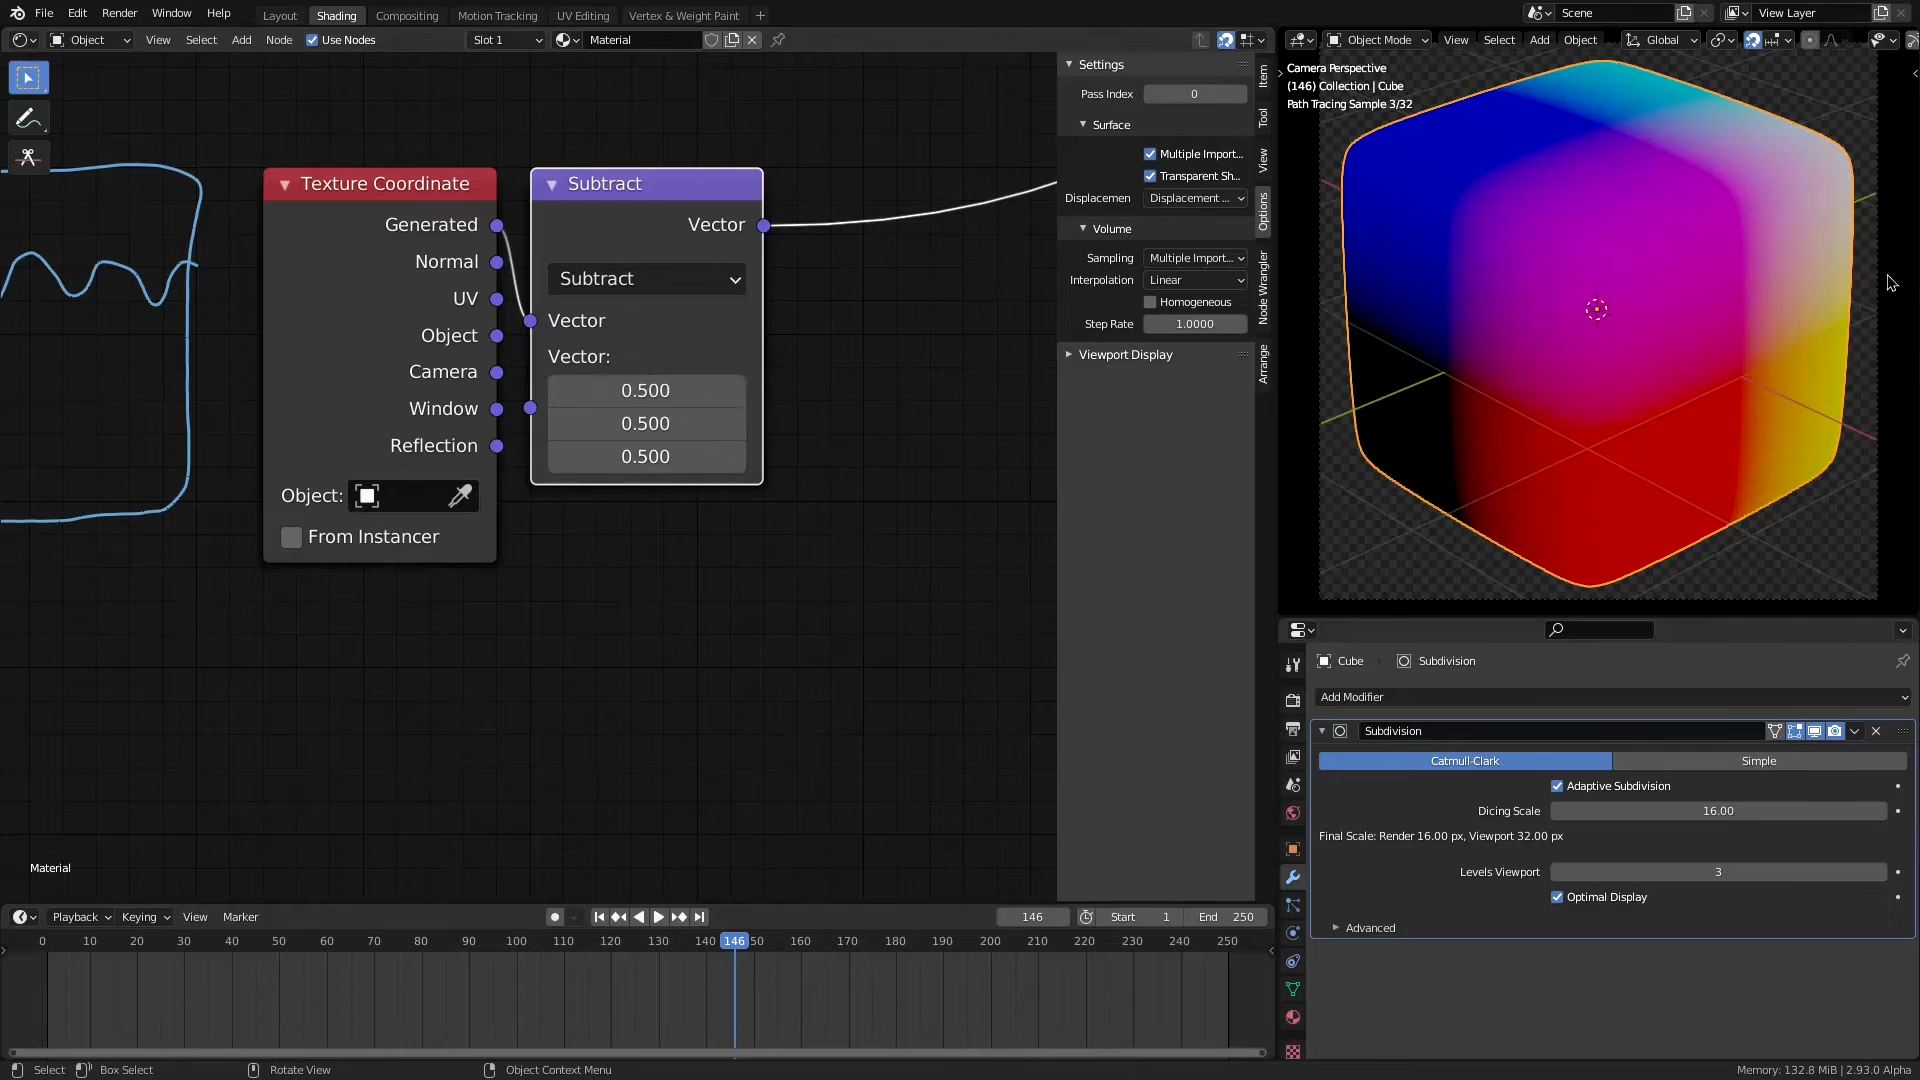 File Edit Render Window Help
Layout Shading Compositing Motion Tracking UV Editing Vertex & Weight Paint +
Scene
View Layer
Object View Select Add Node Use Nodes Slot 1 Material
Object Mode View Select Add Object Global
Texture Coordinate
Generated
Normal
UV
Object
Camera
Window
Reflection
Object:
From Instancer
Subtract
Vector
Subtract
Vector
Vector:
0.500
0.500
0.500
Settings
Pass Index 0
Surface
Multiple Import...
Transparent Sh...
Displacemen Displacement ...
Volume
Sampling Multiple Import...
Interpolation Linear
Homogeneous
Step Rate 1.0000
Viewport Display
Item
Tool
View
Options
Node Wrangler
Arrange
Camera Perspective
(146) Collection | Cube
Path Tracing Sample 3/32
Material
Cube Subdivision
Add Modifier
Subdivision
Catmull-Clark Simple
Adaptive Subdivision
Dicing Scale 16.00
Final Scale: Render 16.00 px, Viewport 32.00 px
Levels Viewport 3
Optimal Display
Advanced
Playback Keying View Marker
146 Start 1 End 250
0 10 20 30 40 50 60 70 80 90 100 110 120 130 140 146 50 160 170 180 190 200 210 220 230 240 250
Select Box Select Rotate View Object Context Menu
Memory: 132.8 MiB | 2.93.0 Alpha